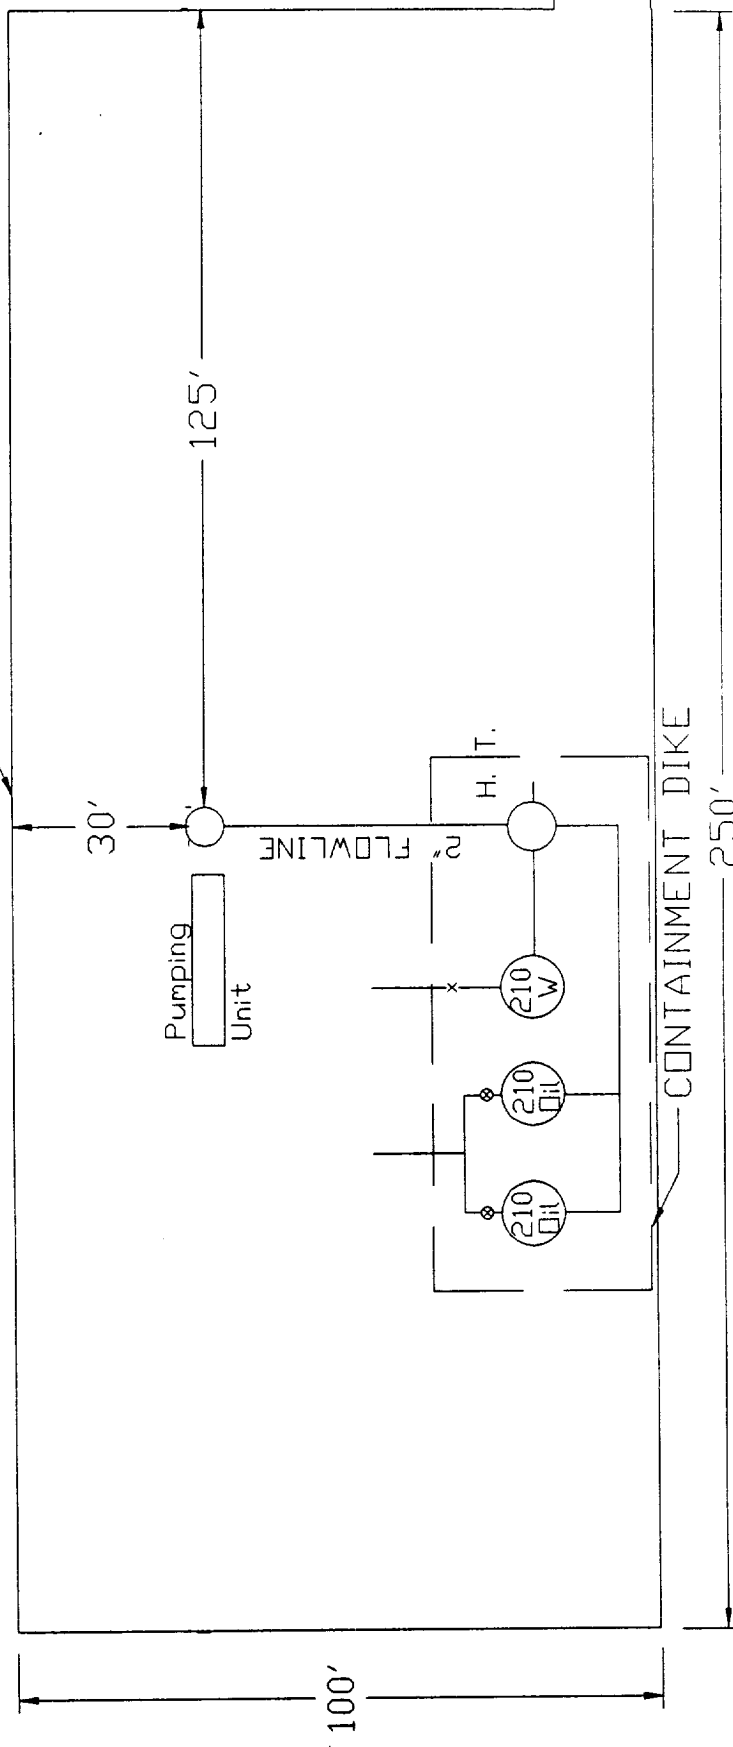 125'
30'
Pumping
Unit
2" FLOWLINE
H. T.
210
W
210
Oil
210
Oil
CONTAINMENT DIKE
250'
100'